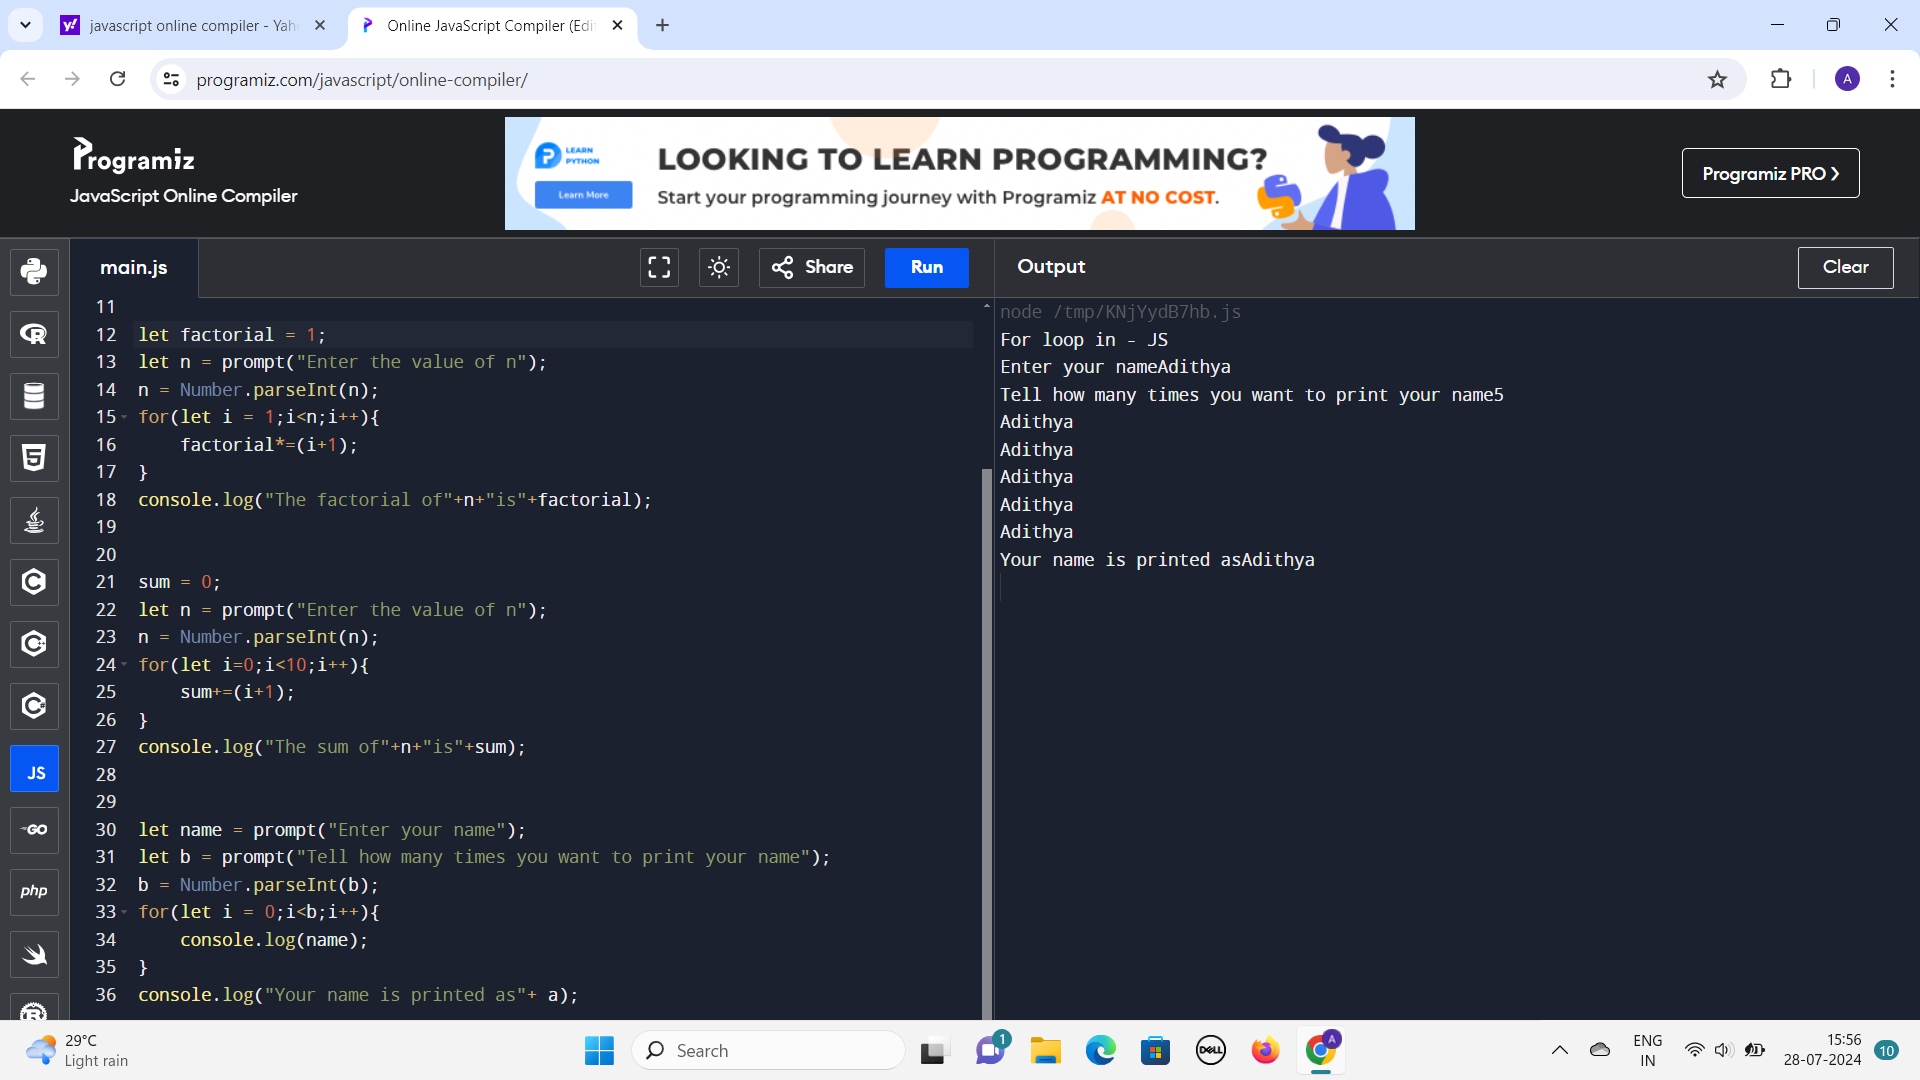 javascript online compiler - Yah
Online JavaScript Compiler (Edi
programiz.com/javascript/online-compiler/
A
Programiz
JavaScript Online Compiler
LEARN
PYTHON
Learn More
LOOKING TO LEARN PROGRAMMING?
Start your programming journey with Programiz AT NO COST.
Programiz PRO
main.js
Share
Run
Output
Clear
11
12 let factorial = 1;
13 let n = prompt("Enter the value of n");
14 n = Number.parseInt(n);
15 for(let i = 1;i<n;i++){
16 factorial*=(i+1);
17 }
18 console.log("The factorial of"+n+"is"+factorial);
19
20
21 sum = 0;
22 let n = prompt("Enter the value of n");
23 n = Number.parseInt(n);
24 for(let i=0;i<10;i++){
25 sum+=(i+1);
26 }
27 console.log("The sum of"+n+"is"+sum);
28
29
30 let name = prompt("Enter your name");
31 let b = prompt("Tell how many times you want to print your name");
32 b = Number.parseInt(b);
33 for(let i = 0;i<b;i++){
34 console.log(name);
35 }
36 console.log("Your name is printed as"+ a);
node /tmp/KNjYydB7hb.js
For loop in - JS
Enter your nameAdithya
Tell how many times you want to print your name5
Adithya
Adithya
Adithya
Adithya
Adithya
Your name is printed asAdithya
JS
GO
php
29°C
Light rain
Search
1
DELL
A
ENG
IN
15:56
28-07-2024
10